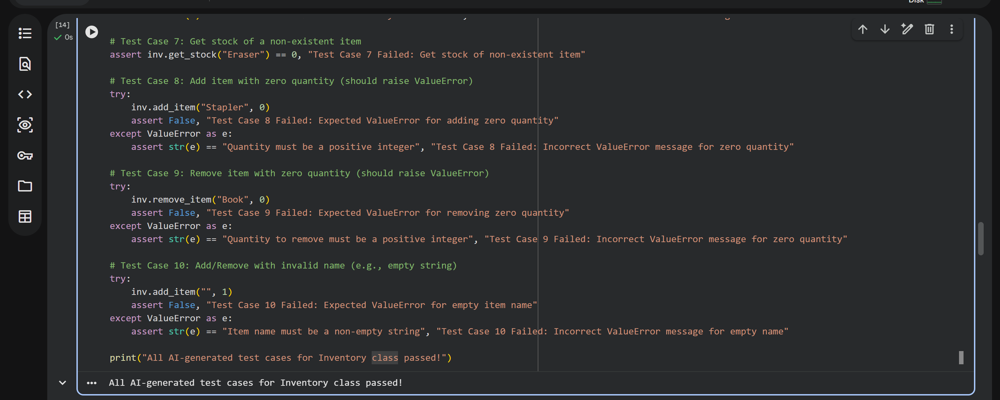 Disk
[14]
0s
# Test Case 7: Get stock of a non-existent item
assert inv.get_stock("Eraser") == 0, "Test Case 7 Failed: Get stock of non-existent item"
# Test Case 8: Add item with zero quantity (should raise ValueError)
try:
    inv.add_item("Stapler", 0)
    assert False, "Test Case 8 Failed: Expected ValueError for adding zero quantity"
except ValueError as e:
    assert str(e) == "Quantity must be a positive integer", "Test Case 8 Failed: Incorrect ValueError message for zero quantity"
# Test Case 9: Remove item with zero quantity (should raise ValueError)
try:
    inv.remove_item("Book", 0)
    assert False, "Test Case 9 Failed: Expected ValueError for removing zero quantity"
except ValueError as e:
    assert str(e) == "Quantity to remove must be a positive integer", "Test Case 9 Failed: Incorrect ValueError message for zero quantity"
# Test Case 10: Add/Remove with invalid name (e.g., empty string)
try:
    inv.add_item("", 1)
    assert False, "Test Case 10 Failed: Expected ValueError for empty item name"
except ValueError as e:
    assert str(e) == "Item name must be a non-empty string", "Test Case 10 Failed: Incorrect ValueError message for empty name"
print("All AI-generated test cases for Inventory class passed!")
All AI-generated test cases for Inventory class passed!